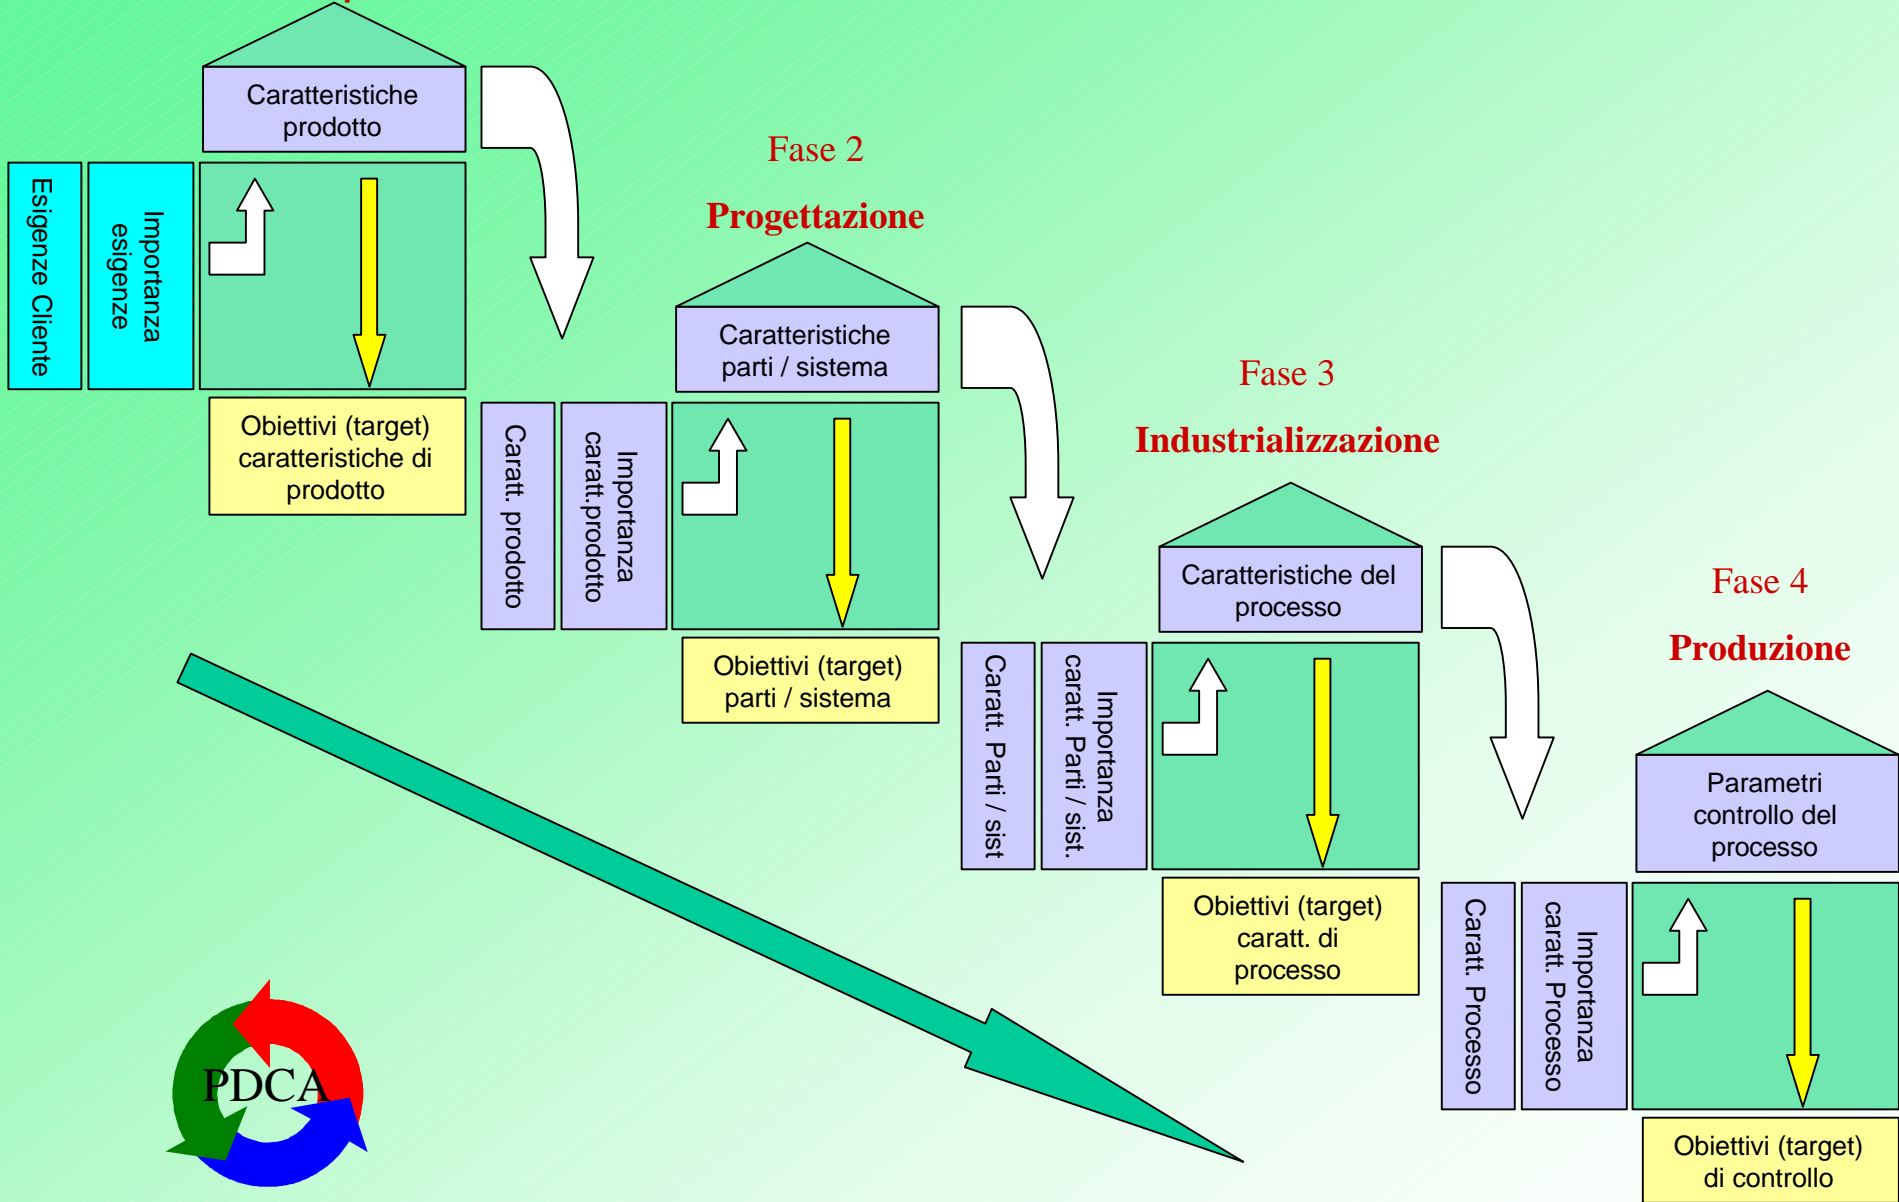 Caratteristiche
prodotto
Esigenze Cliente
Importanza
esigenze
Obiettivi (target)
caratteristiche di
prodotto
Fase 2
Progettazione
Caratteristiche
parti / sistema
Caratt. prodotto
Importanza
caratt.prodotto
Obiettivi (target)
parti / sistema
Fase 3
Industrializzazione
Caratteristiche del
processo
Caratt. Parti / sist
Importanza
caratt. Parti / sist.
Obiettivi (target)
caratt. di
processo
Fase 4
Produzione
Parametri
controllo del
processo
Caratt. Processo
Importanza
caratt. Processo
Obiettivi (target)
di controllo
PDCA